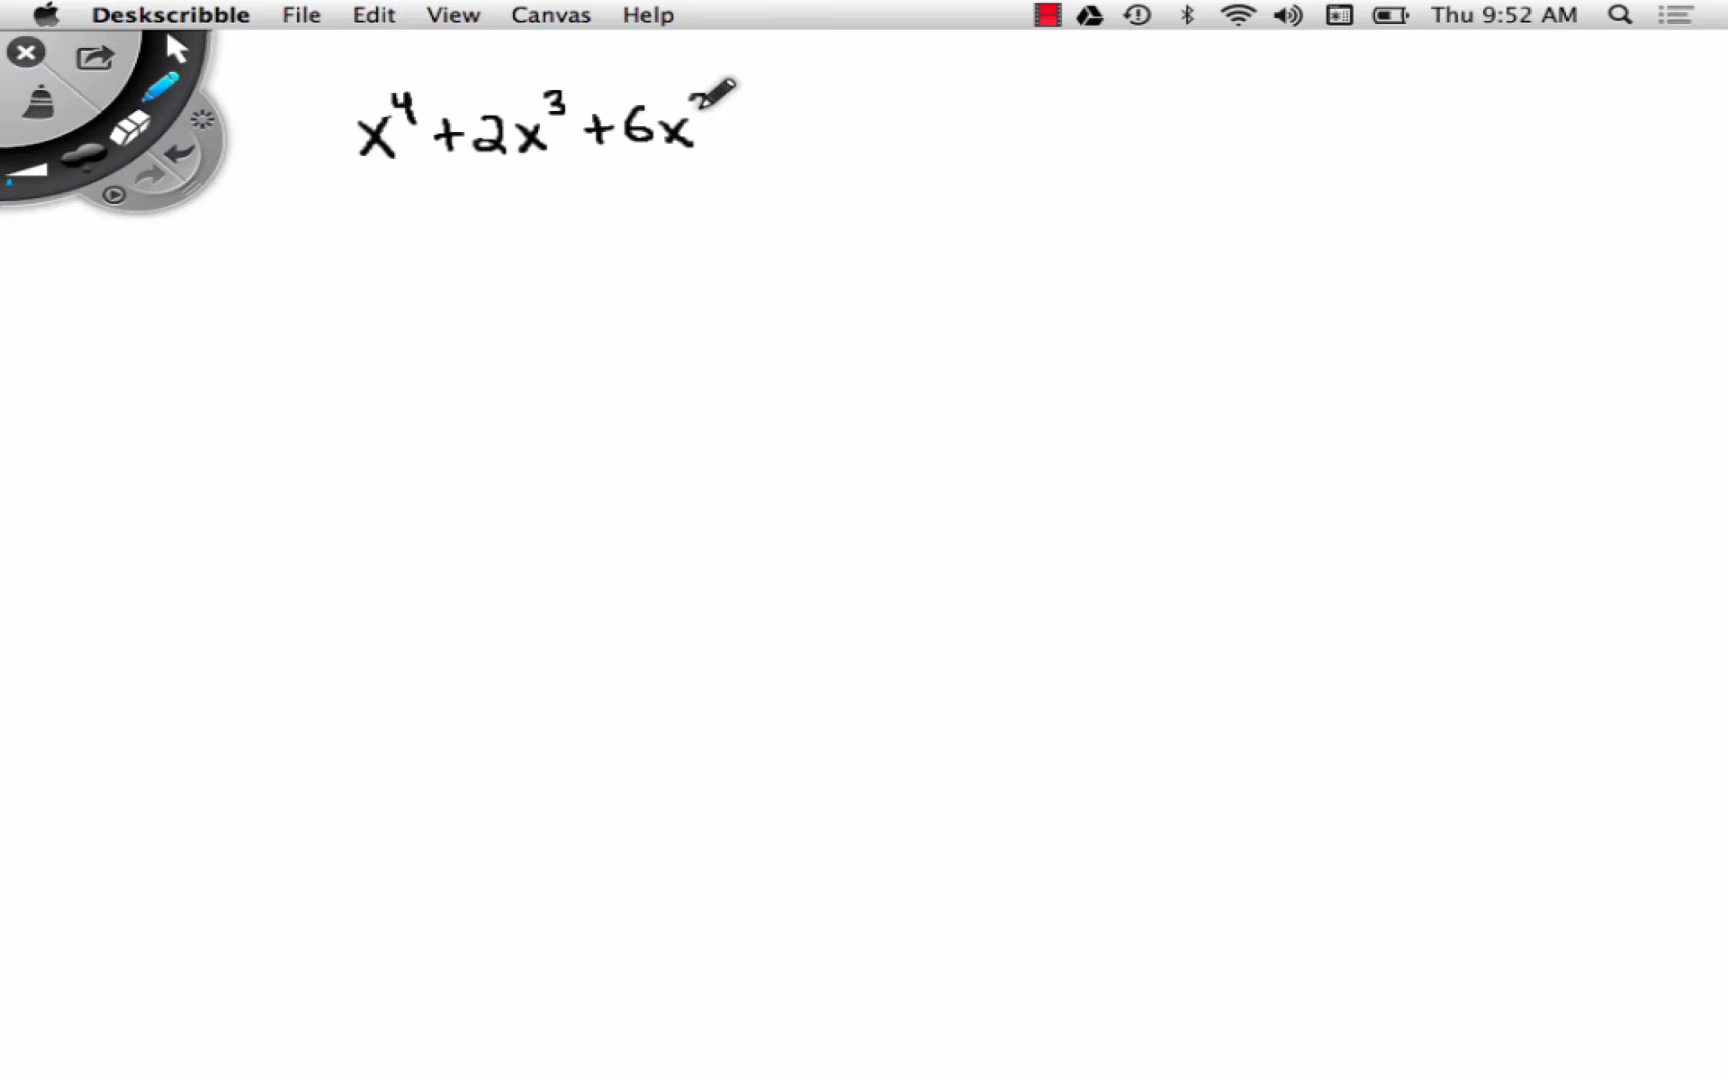 Deskscribble File Edit View Canvas Help Thu 9:52 AM
x⁴ + 2x³ + 6x²